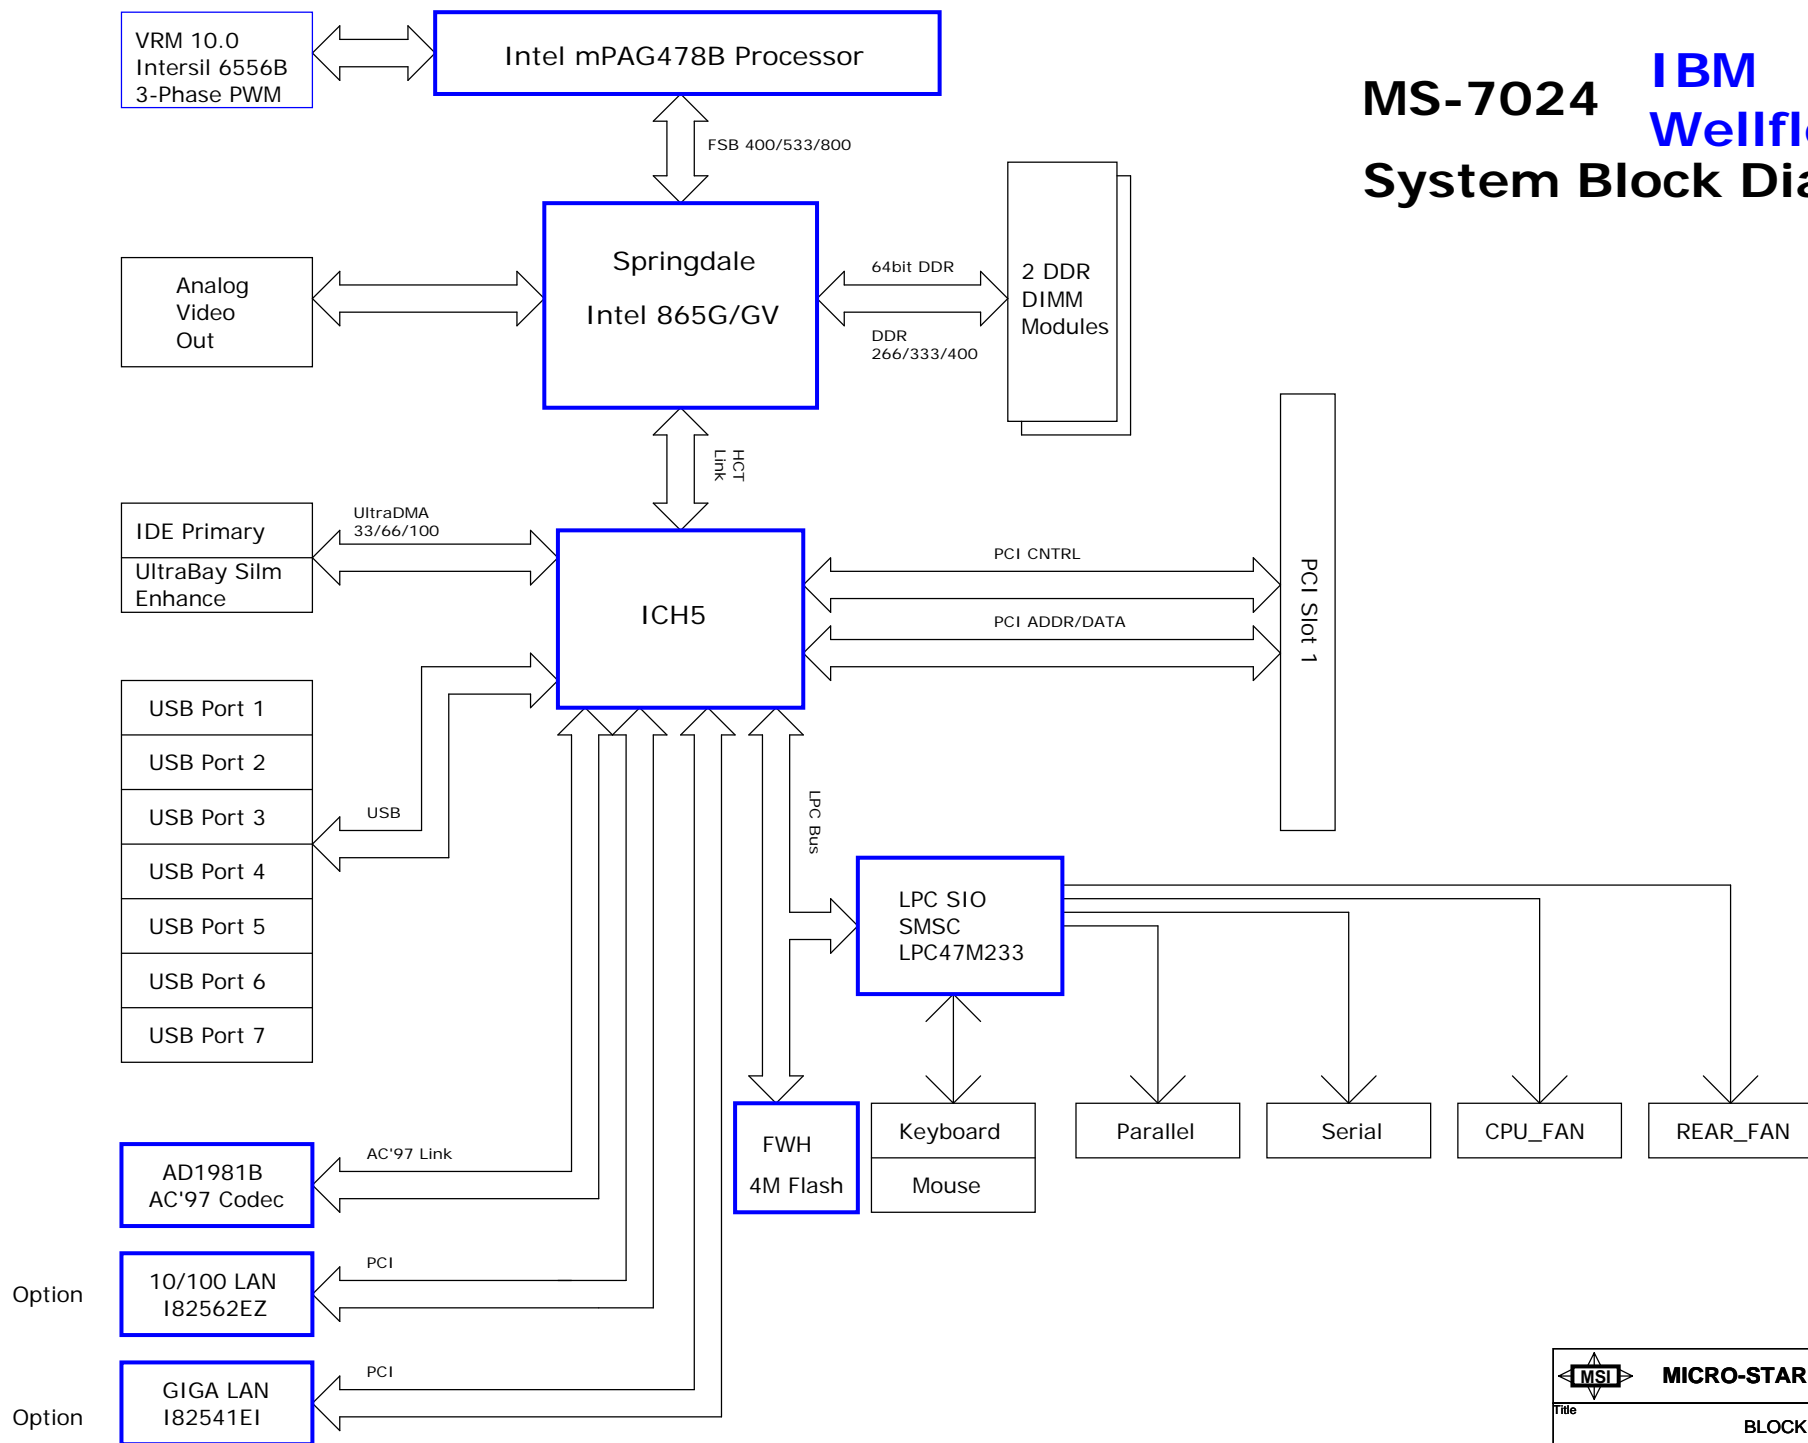 VRM 10.0
Intersil 6556B
3-Phase PWM
Intel mPAG478B Processor
MS-7024
IBM
System Block
FSB 400/533/800
Analog
Video
Out
Springdale
Intel 865G/GV
64bit DDR
DDR
266/333/400
2 DDR
DIMM
Modules
HCT
Link
IDE Primary
UltraBay Silm
Enhance
UltraDMA
33/66/100
ICH5
PCI CNTRL
PCI ADDR/DATA
PCI Slot 1
USB Port 1
USB Port 2
USB Port 3
USB Port 4
USB Port 5
USB Port 6
USB Port 7
USB
LPC Bus
LPC SIO
SMSC
LPC47M233
FWH
4M Flash
Keyboard
Mouse
Parallel
Serial
CPU_FAN
REAR_FAN
AD1981B
AC'97 Codec
AC'97 Link
Option
10/100 LAN
I82562EZ
PCI
Option
GIGA LAN
I82541EI
PCI
MSI
MICRO-STAR
Title
BLOCK